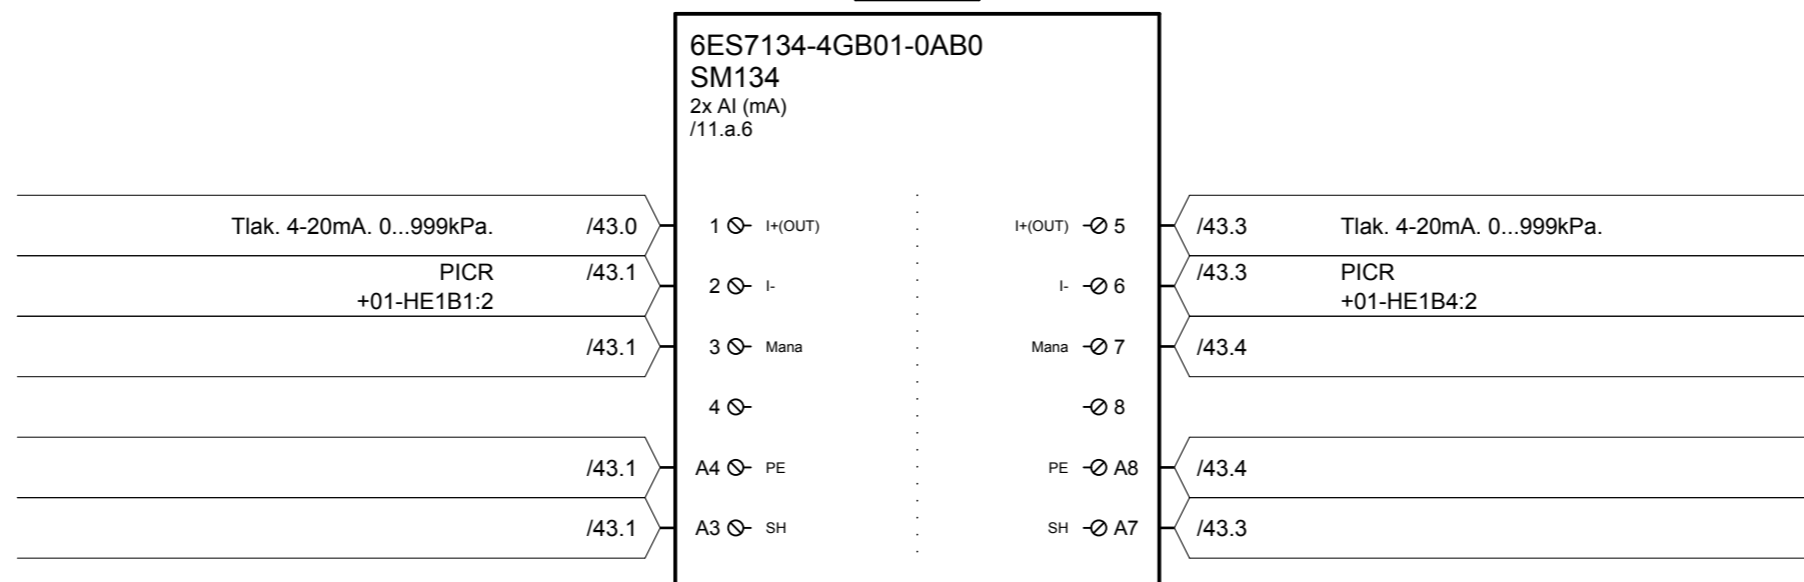 6ES7134-4GB01-0AB0
SM134
2x AI (mA)
/11.a.6
Tlak. 4-20mA. 0...999kPa. /43.0 1 I+(OUT) I+(OUT) 5 /43.3 Tlak. 4-20mA. 0...999kPa.
PICR /43.1 /43.3 PICR
2 I- I- 6
+01-HE1B1:2 +01-HE1B4:2
/43.1 3 Mana Mana 7 /43.4
4 8
/43.1 A4 PE PE A8 /43.4
/43.1 A3 SH SH A7 /43.3